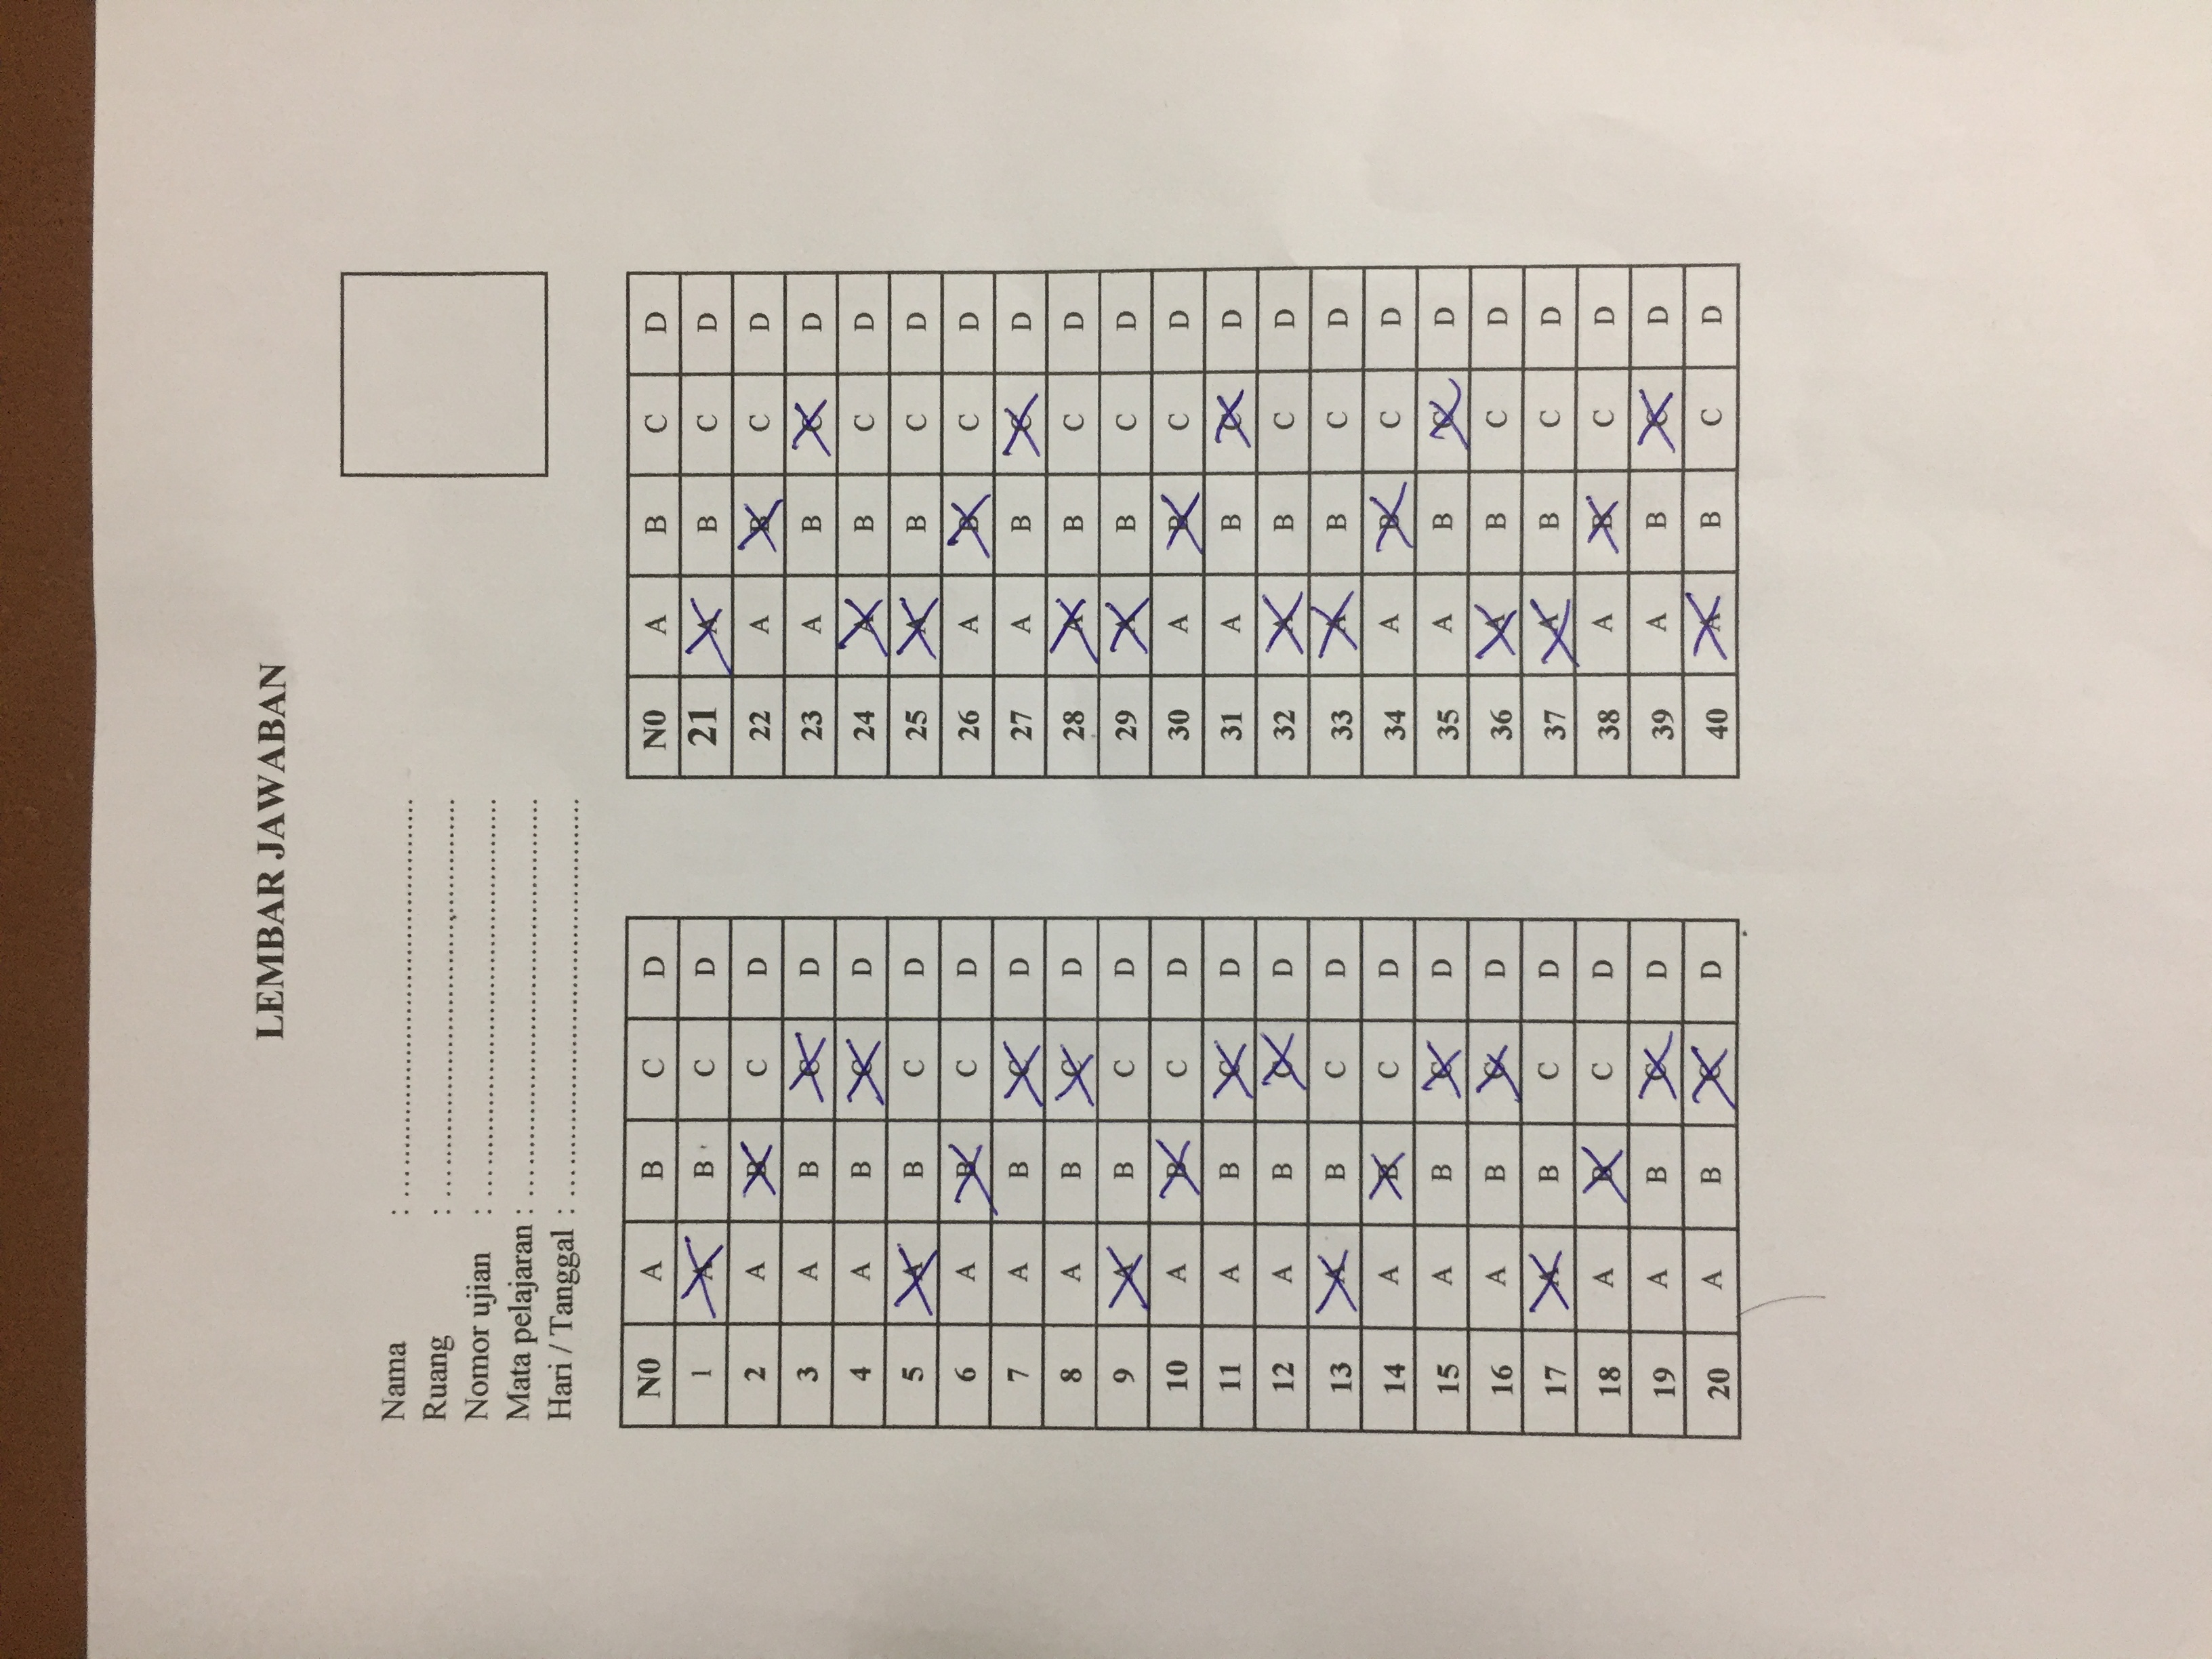 LEMBAR JAWABAN
Nama : ................................................
Ruang : ................................................
Nomor ujian : ................................................
Mata pelajaran : ................................................
Hari / Tanggal : ................................................
N0 A B C D
1 A B C D
2 A B C D
3 A B C D
4 A B C D
5 A B C D
6 A B C D
7 A B C D
8 A B C D
9 A B C D
10 A B C D
11 A B C D
12 A B C D
13 A B C D
14 A B C D
15 A B C D
16 A B C D
17 A B C D
18 A B C D
19 A B C D
20 A B C D
N0 A B C D
21 A B C D
22 A B C D
23 A B C D
24 A B C D
25 A B C D
26 A B C D
27 A B C D
28 A B C D
29 A B C D
30 A B C D
31 A B C D
32 A B C D
33 A B C D
34 A B C D
35 A B C D
36 A B C D
37 A B C D
38 A B C D
39 A B C D
40 A B C D